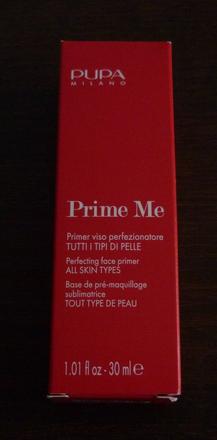 PUPA
MILANO
Prime Me
Primer viso perfezionatore
TUTTI I TIPI DI PELLE
Perfecting face primer
ALL SKIN TYPES
Base de pré-maquillage
sublimatrice
TOUT TYPE DE PEAU
1.01 fl oz - 30 ml ℮